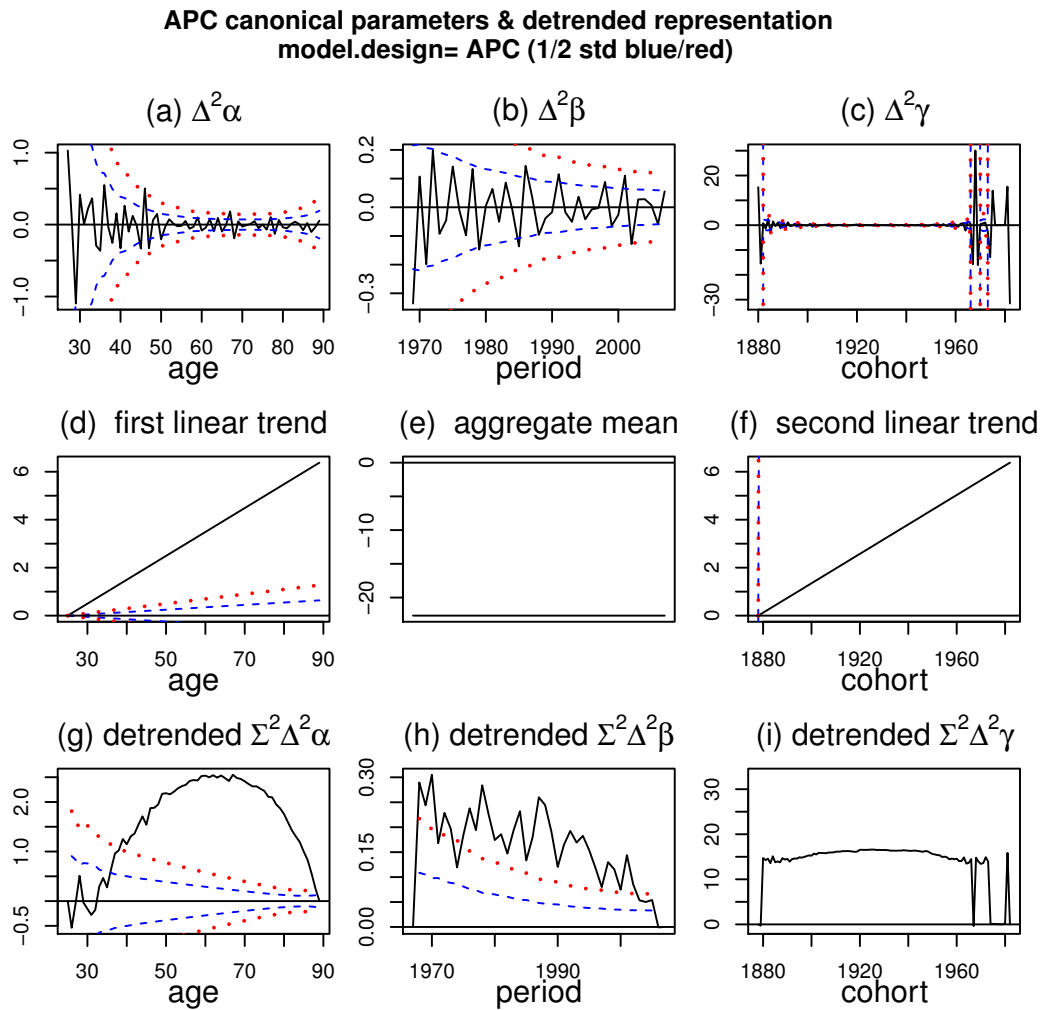 APC canonical parameters & detrended representation
model.design= APC (1/2 std blue/red)
(a) Δ²α
(b) Δ²β
(c) Δ²γ
1.0
0.0
−1.0
30 40 50 60 70 80 90
age
0.2
0.0
−0.3
1970 1980 1990 2000
period
20
0
−30
1880 1920 1960
cohort
(d) first linear trend
(e) aggregate mean
(f) second linear trend
6
4
2
0
30 50 70 90
age
0
−10
−20
6
4
2
0
1880 1920 1960
cohort
(g) detrended Σ²Δ²α
(h) detrended Σ²Δ²β
(i) detrended Σ²Δ²γ
2.0
1.0
−0.5
30 50 70 90
age
0.30
0.15
0.00
1970 1990
period
30
20
10
0
1880 1920 1960
cohort